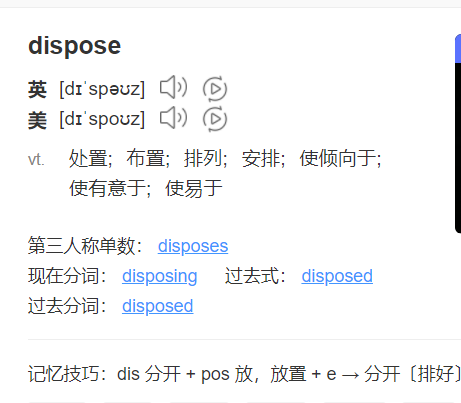 dispose
英 [dɪˈspəʊz]
美 [dɪˈspoʊz]
vt. 处置；布置；排列；安排；使倾向于；
使有意于；使易于
第三人称单数： disposes
现在分词： disposing 过去式： disposed
过去分词： disposed
记忆技巧：dis 分开 + pos 放，放置 + e → 分开〔排好〕